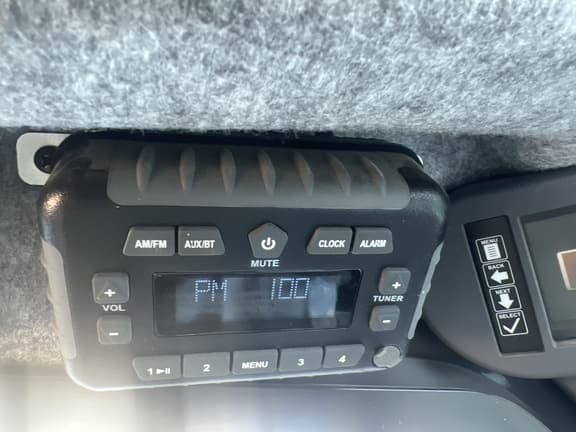 AM/FM AUX/BT CLOCK ALARM
MUTE
+ VOL -
PM 100
+ TUNER -
1 2 MENU 3 4
MENU
BACK
NEXT
SELECT